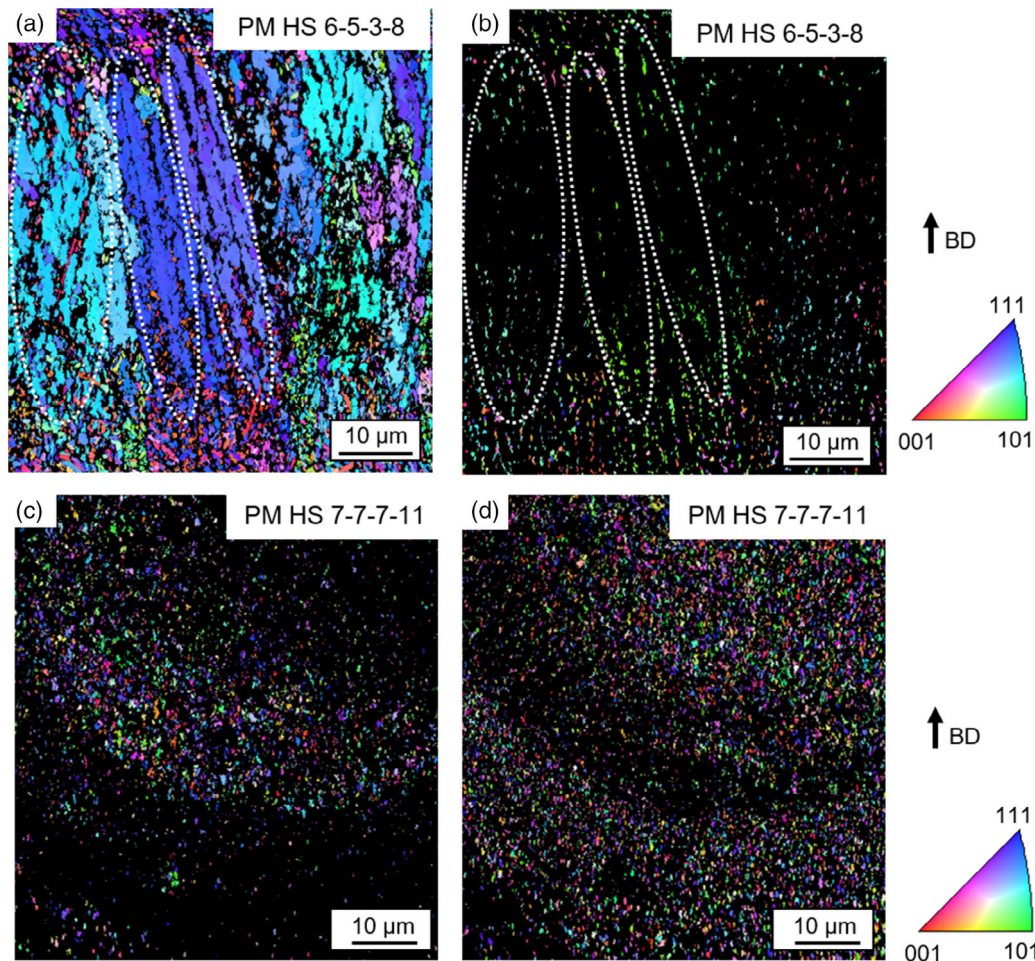 (a)
PM HS 6-5-3-8
10 µm
(b)
PM HS 6-5-3-8
10 µm
BD
111
001
101
(c)
PM HS 7-7-7-11
10 µm
(d)
PM HS 7-7-7-11
10 µm
BD
111
001
101